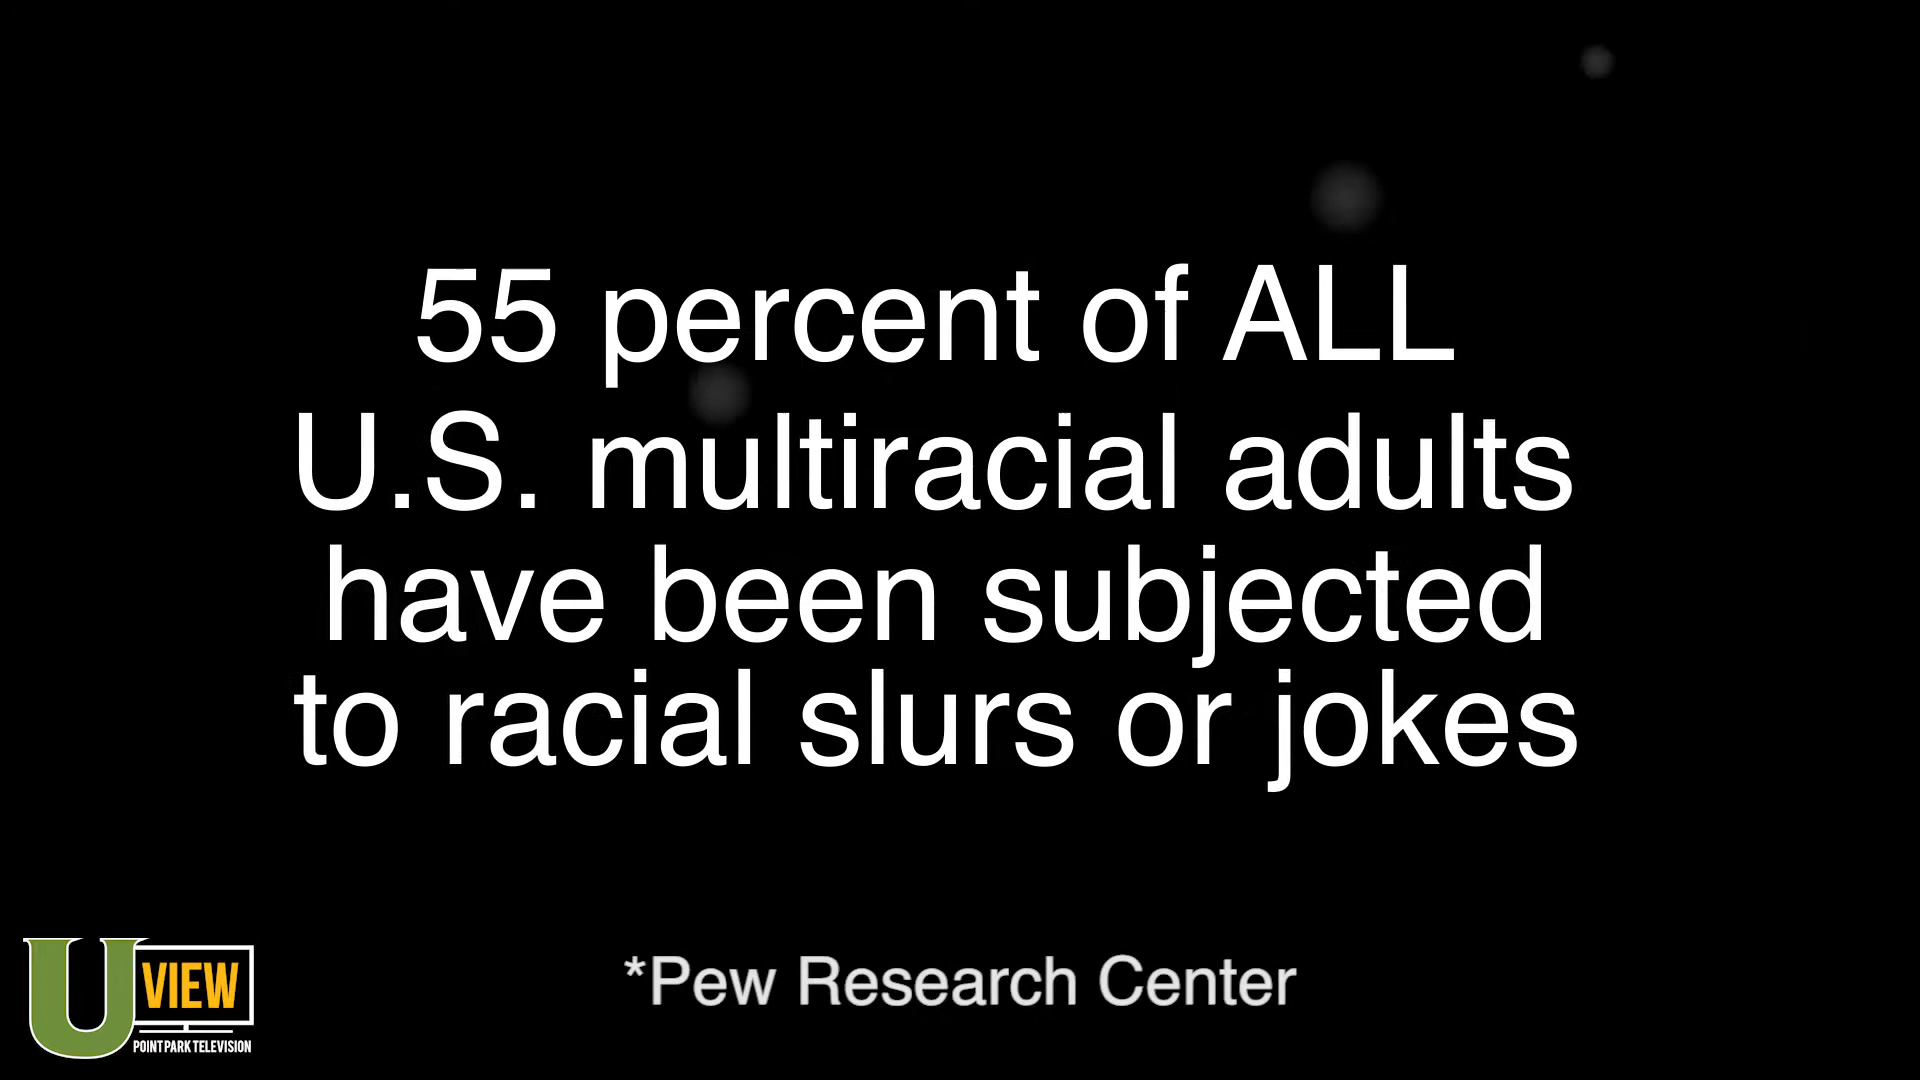 55 percent of ALL
U.S. multiracial adults
have been subjected
to racial slurs or jokes
*Pew Research Center
U VIEW
POINT PARK TELEVISION